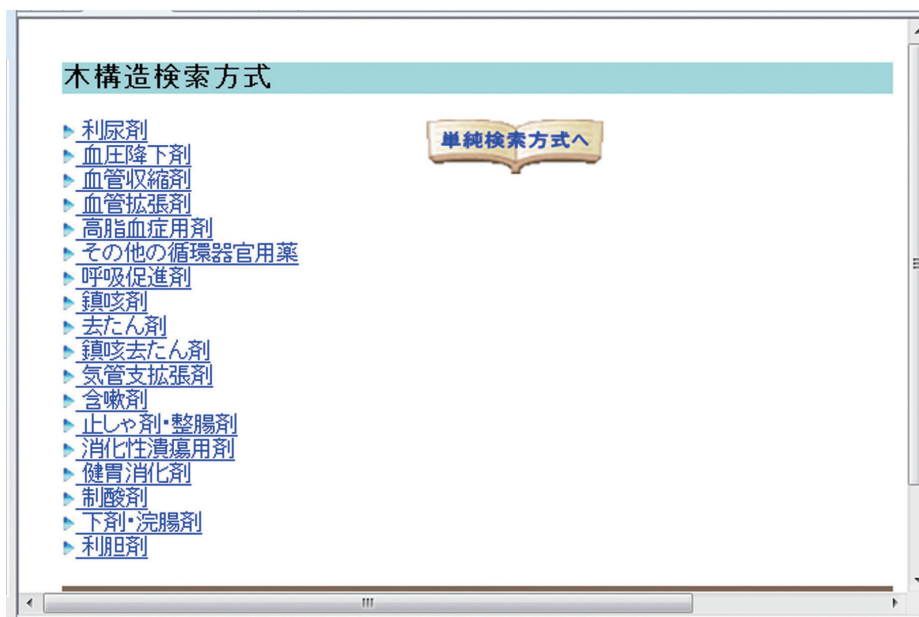 木構造検索方式
利尿剤
単純検索方式へ
血圧降下剤
血管収縮剤
血管拡張剤
高脂血症用剤
その他の循環器官用薬
呼吸促進剤
鎮咳剤
去たん剤
鎮咳去たん剤
気管支拡張剤
含嗽剤
止しゃ剤・整腸剤
消化性潰瘍用剤
健胃消化剤
制酸剤
下剤・浣腸剤
利胆剤